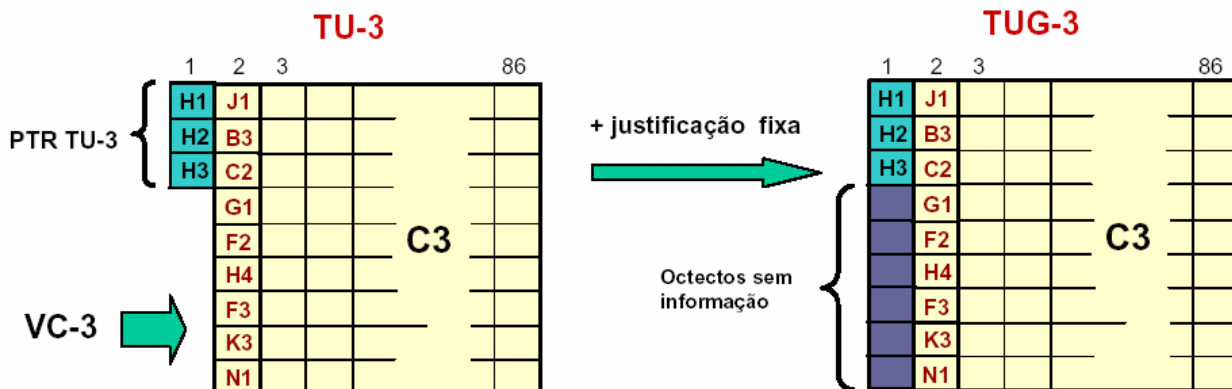 TU-3
1 2 3 86
PTR TU-3
H1 J1
H2 B3
H3 C2
G1
F2
H4
F3
K3
N1
C3
VC-3
+ justificação fixa
TUG-3
1 2 3 86
H1 J1
H2 B3
H3 C2
G1
F2
H4
F3
K3
N1
C3
Octectos sem
informação